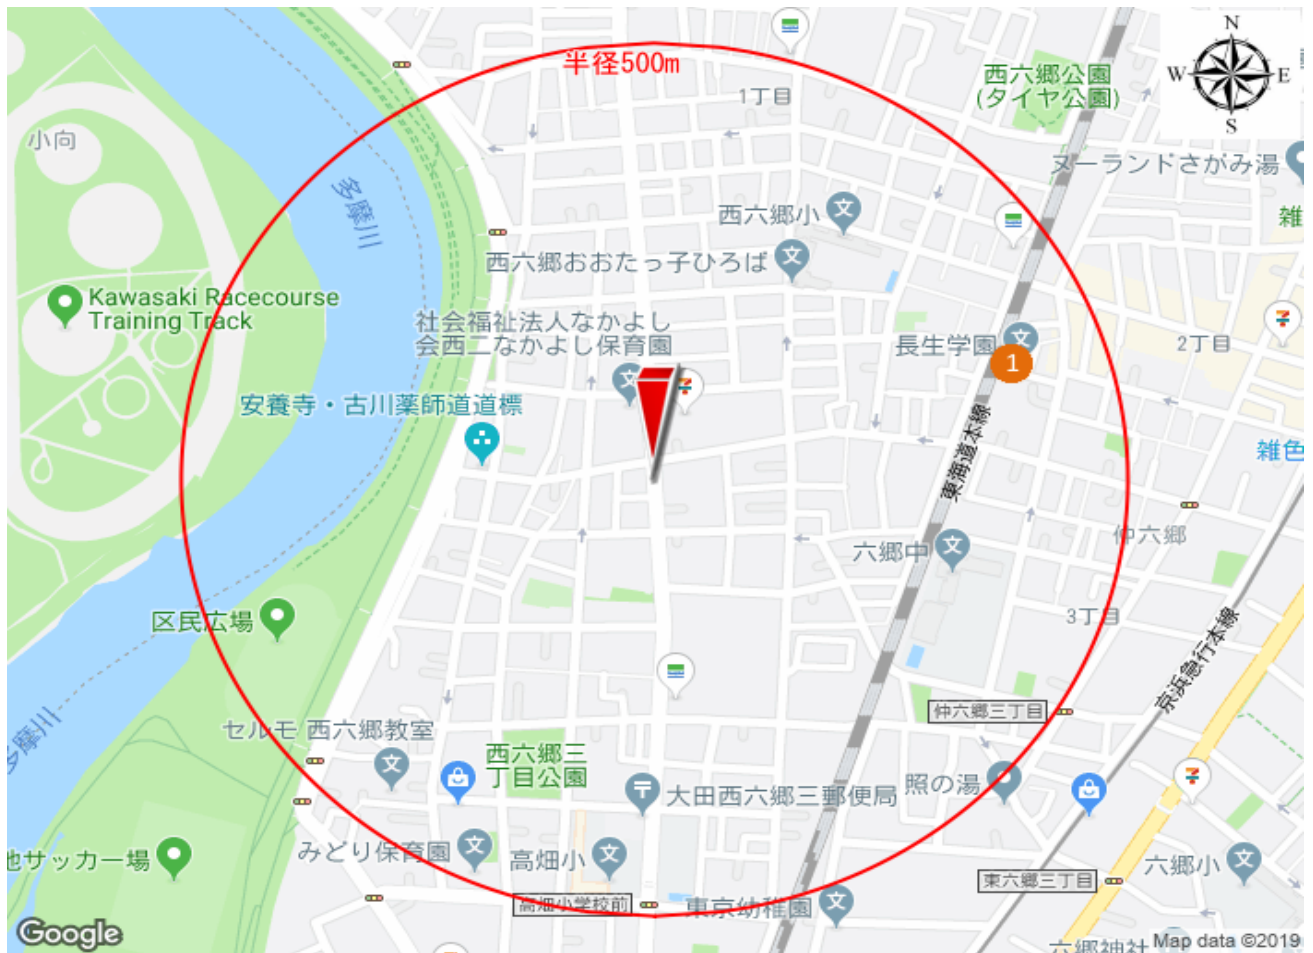 半径500m
N
W
E
S
西六郷公園
(タイヤ公園)
1丁目
小向
ヌーランドさがみ湯
多摩川
西六郷小
雑
西六郷おおたっ子ひろば
Kawasaki Racecourse
Training Track
社会福祉法人なかよし
会西二なかよし保育園
長生学園
2丁目
1
安養寺・古川薬師道道標
東海道本線
雑色
六郷中
仲六郷
区民広場
3丁目
京浜急行本線
仲六郷三丁目
多摩川
セルモ 西六郷教室
西六郷三
丁目公園
大田西六郷三郵便局
照の湯
地サッカー場
みどり保育園
高畑小
東六郷三丁目
六郷小
高畑小学校前
東京幼稚園
Google
六郷神社
Map data ©2019